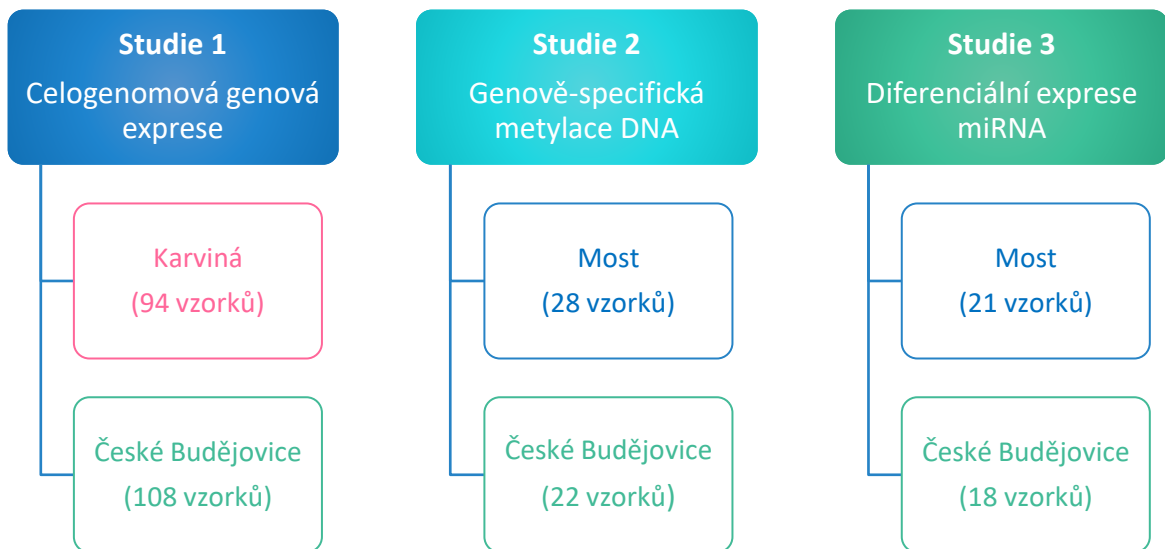 Studie 1
Celogenomová genová
exprese
Karviná
(94 vzorků)
České Budějovice
(108 vzorků)
Studie 2
Genově-specifická
metylace DNA
Most
(28 vzorků)
České Budějovice
(22 vzorků)
Studie 3
Diferenciální exprese
miRNA
Most
(21 vzorků)
České Budějovice
(18 vzorků)